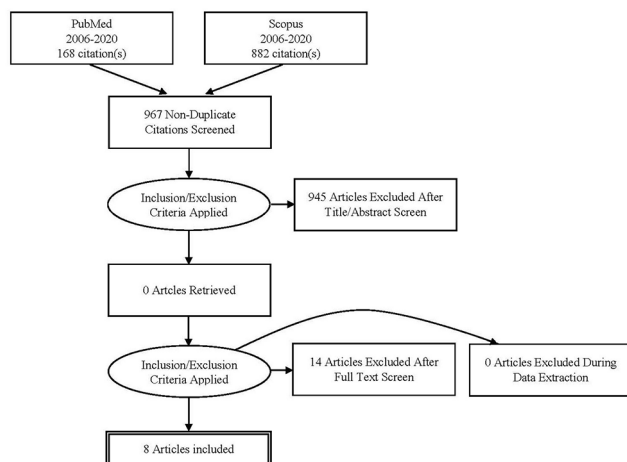 PubMed
2006-2020
168 citation(s)
Scopus
2006-2020
882 citation(s)
967 Non-Duplicate
Citations Screened
Inclusion/Exclusion
Criteria Applied
945 Articles Excluded After
Title/Abstract Screen
0 Artcles Retrieved
Inclusion/Exclusion
Criteria Applied
14 Articles Excluded After
Full Text Screen
0 Articles Excluded During
Data Extraction
8 Articles included